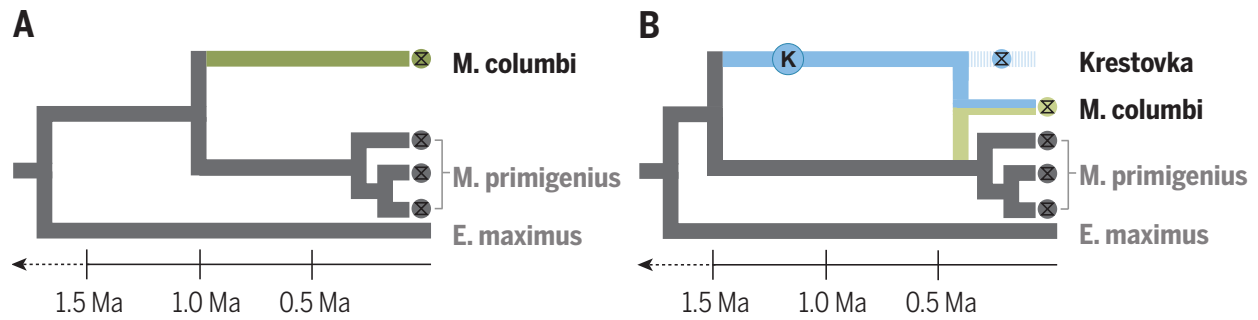 A
M. columbi
M. primigenius
E. maximus
1.5 Ma 1.0 Ma 0.5 Ma
B
K
Krestovka
M. columbi
M. primigenius
E. maximus
1.5 Ma 1.0 Ma 0.5 Ma